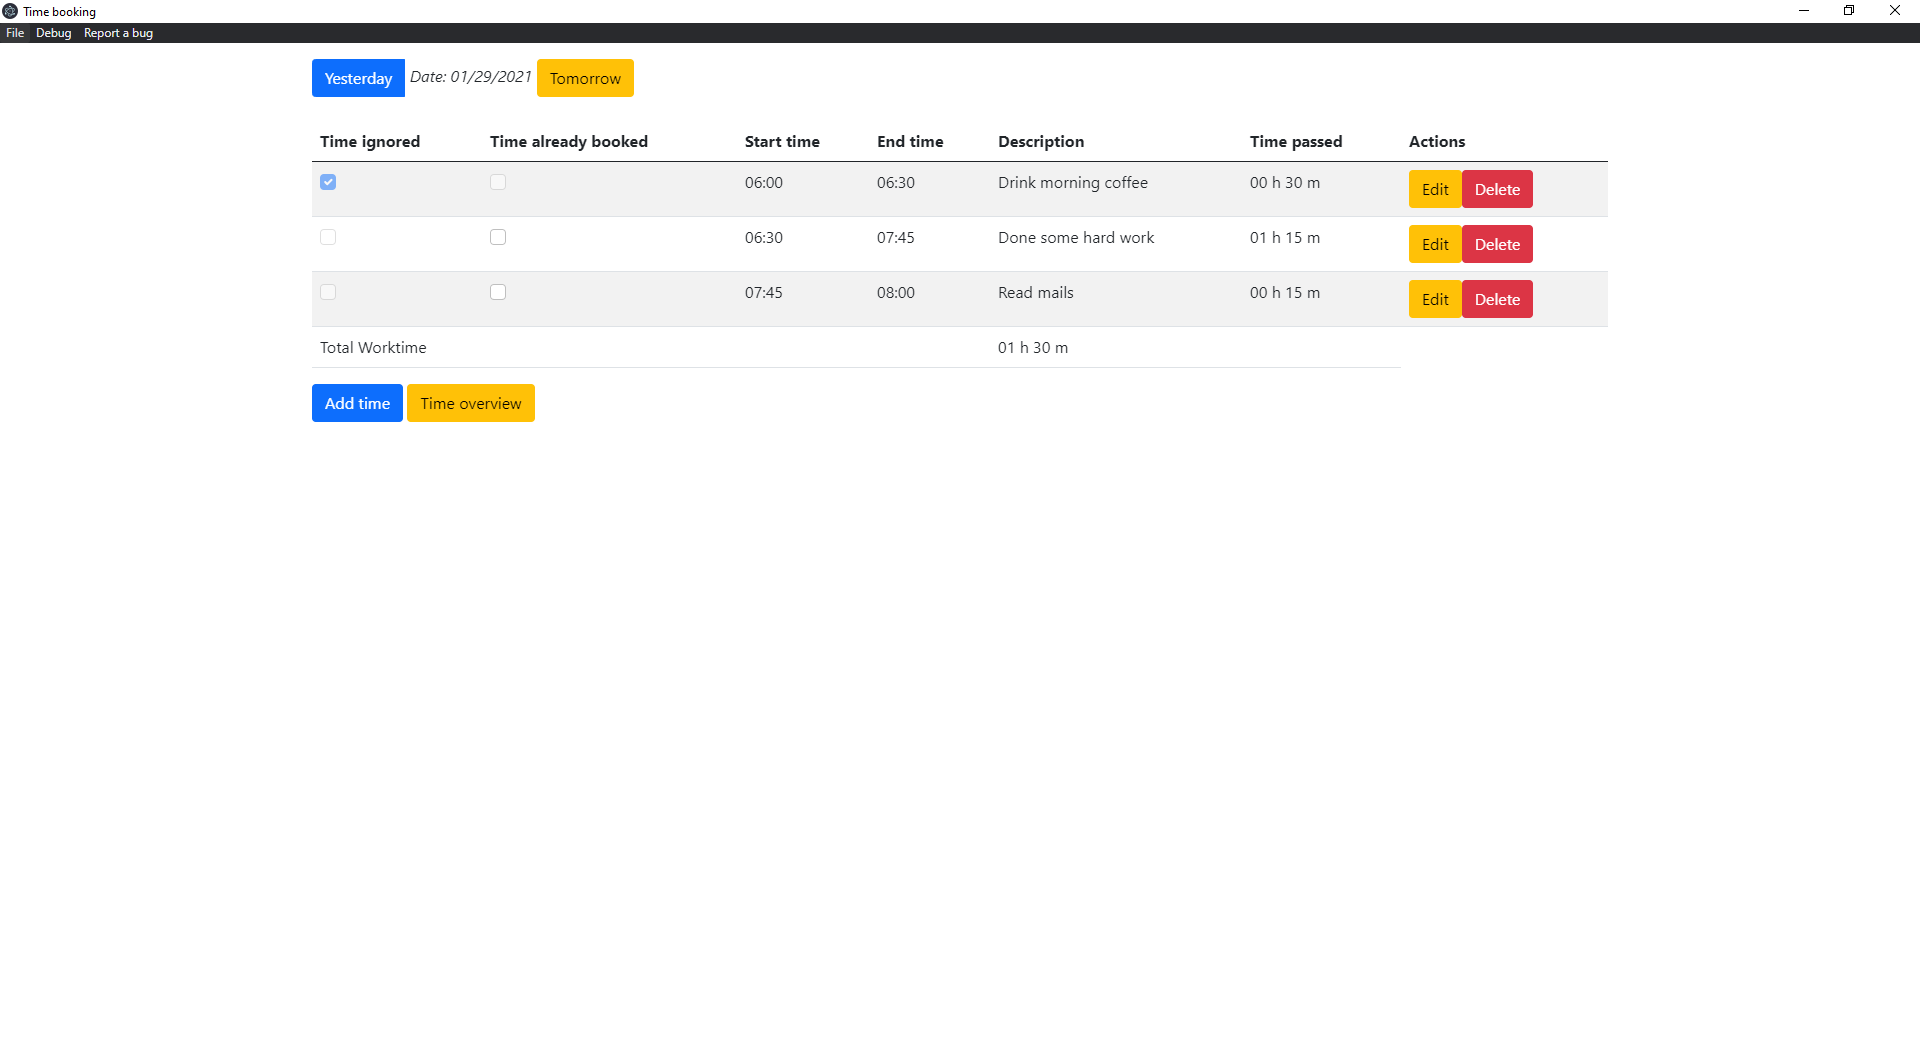 Time booking
File Debug Report a bug
Yesterday Date: 01/29/2021 Tomorrow
Time ignored Time already booked Start time End time Description Time passed Actions
06:00 06:30 Drink morning coffee 00 h 30 m Edit Delete
06:30 07:45 Done some hard work 01 h 15 m Edit Delete
07:45 08:00 Read mails 00 h 15 m Edit Delete
Total Worktime 01 h 30 m
Add time Time overview